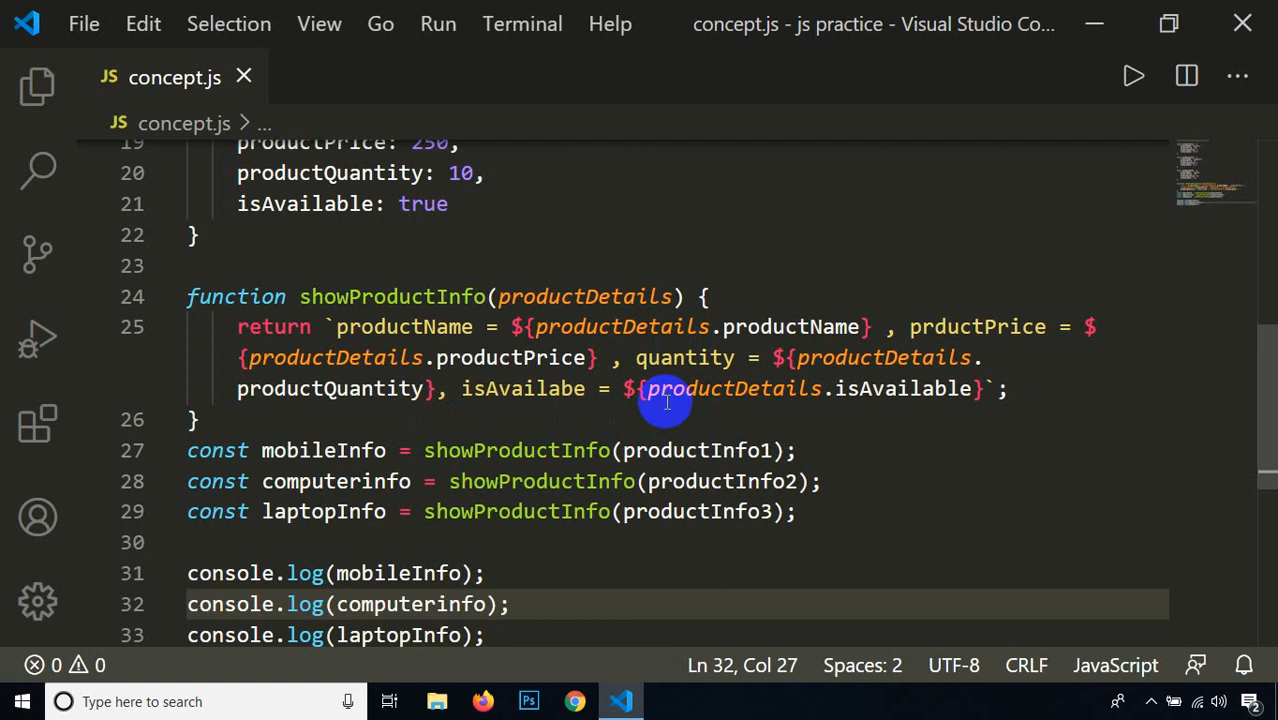 File Edit Selection View Go Run Terminal Help concept.js - js practice - Visual Studio Co...
JS concept.js
JS concept.js > ...
19 productPrice: 250,
20 productQuantity: 10,
21 isAvailable: true
22 }
23
24 function showProductInfo(productDetails) {
25 return `productName = ${productDetails.productName} , prductPrice = $
{productDetails.productPrice} , quantity = ${productDetails.
productQuantity}, isAvailabe = ${productDetails.isAvailable}`;
26 }
27 const mobileInfo = showProductInfo(productInfo1);
28 const computerinfo = showProductInfo(productInfo2);
29 const laptopInfo = showProductInfo(productInfo3);
30
31 console.log(mobileInfo);
32 console.log(computerinfo);
33 console.log(laptopInfo);
0 0 Ln 32, Col 27 Spaces: 2 UTF-8 CRLF JavaScript
Type here to search Ps 2